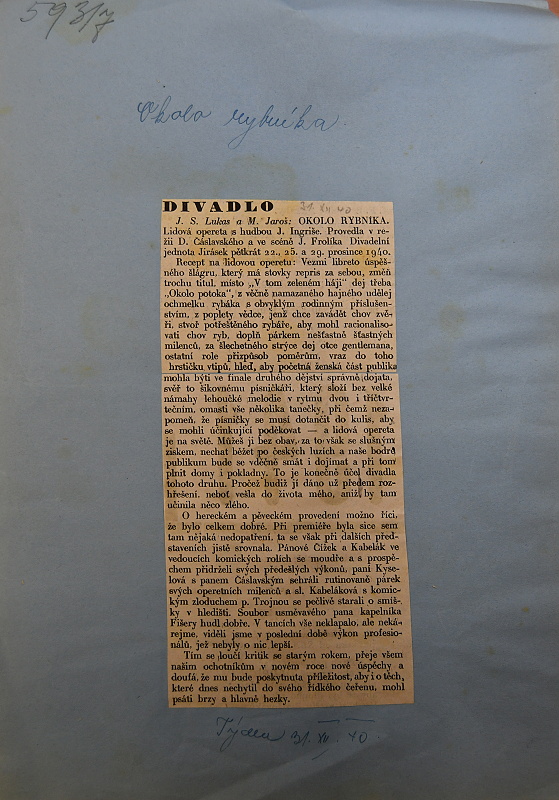 593/7
Okolo rybníka.
DIVADLO 31. XII 40
J. S. Lukas a M. Jaroš: OKOLO RYBNÍKA.
Lidová opereta s hudbou J. Ingriše. Provedla v re-
žii D. Čáslavského a ve scéně J. Frolíka Divadelní
jednota Jirásek pětkrát 22., 25. a 29. prosince 1940.
Recept na lidovou operetu: Vezmi libreto úspěš-
ného šlágru, který má stovky repris za sebou, změň
trochu titul, místo „V tom zeleném háji" dej třeba
„Okolo potoka", z věčně namazaného hajného udělej
ochmelku rybáka s obvyklým rodinným příslušen-
stvím, z poplety vědce, jenž chce zavádět chov zvě-
ři, stvoř potřeštěného rybáře, aby mohl racionaliso-
vati chov ryb, doplň párkem nešťastně šťastných
milenců, za šlechetného strýce dej otce gentlemana,
ostatní role přizpůsob poměrům, vraz do toho
hrstičku vtipů, hleď, aby početná ženská část publika
mohla býti ve finale druhého dějství správně dojata,
svěř to šikovnému písničkáři, který složí bez velké
námahy lehoučké melodie v rytmu dvou i tříčtvr-
tečním, omasti vše několika tanečky, při čemž neza-
pomeň, že písničky se musí dotančit do kulis, aby
se mohli účinkující poděkovat — a lidová opereta
je na světě. Můžeš ji bez obav, za to však se slušným
ziskem, nechat běžet po českých luzích a naše bodré
publikum bude se vděčně smát i dojímat a při tom
plnit domy i pokladny. To je konečně účel divadla
tohoto druhu. Pročež budiž jí dáno už předem roz-
hřešení, neboť vešla do života mého, aniž by tam
učinila něco zlého.
O hereckém a pěveckém provedení možno říci,
že bylo celkem dobré. Při premiéře byla sice sem
tam nějaká nedopatření, ta se však při dalších před-
staveních jistě srovnala. Pánové Čížek a Kabelák ve
vedoucích komických rolích se moudře a s prospě-
chem přidrželi svých předešlých výkonů, paní Kyse-
lová s panem Čáslavským sehráli rutinovaně párek
svých operetních milenců a sl. Kabeláková s komic-
kým zloduchem p. Trojnou se pečlivě starali o smíš-
ky v hledišti. Soubor usměvavého pana kapelníka
Fišery hudl dobře. V tancích vše neklapalo, ale neká-
rejme, viděli jsme v poslední době výkon profesio-
nálů, jež nebyly o nic lepší.
Tím se loučí kritik se starým rokem, přeje všem
našim ochotníkům v novém roce nové úspěchy a
doufá, že mu bude poskytnuta příležitost, aby i o těch,
které dnes nechytil do svého řídkého čeřenu, mohl
psáti brzy a hlavně hezky.
Týden 31. XII. 40.